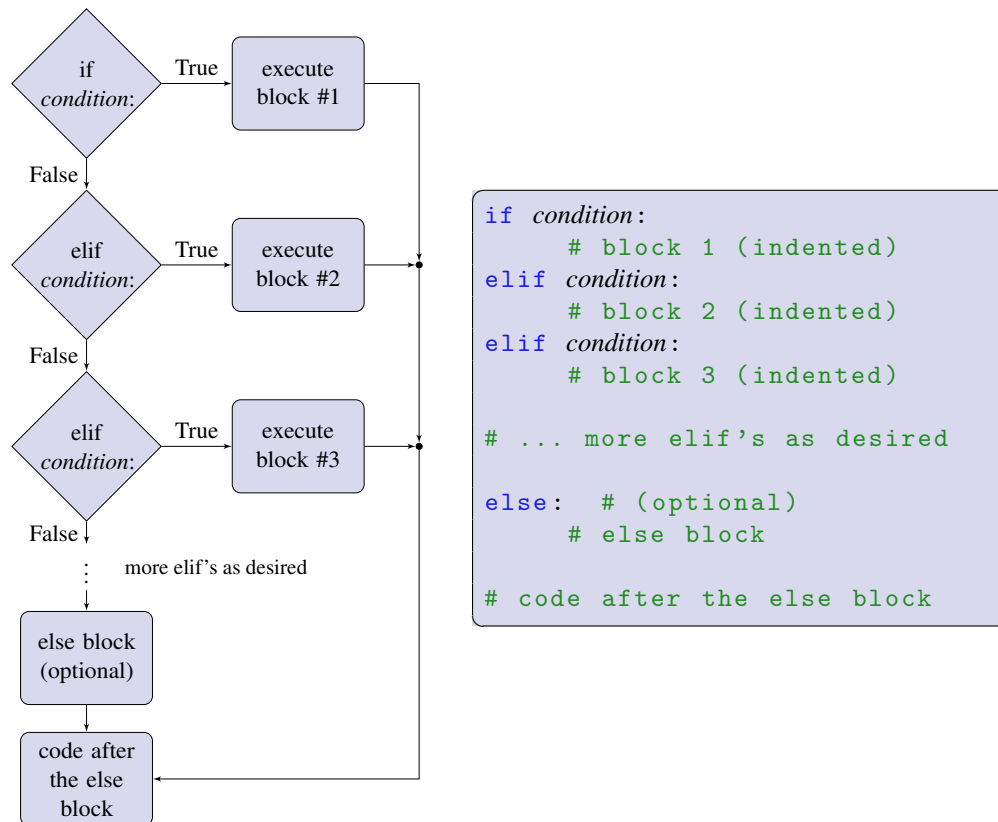 if
condition:
True
execute
block #1
False
elif
condition:
True
execute
block #2
False
elif
condition:
True
execute
block #3
False
⋮
more elif's as desired
else block
(optional)
code after
the else
block
if condition:
# block 1 (indented)
elif condition:
# block 2 (indented)
elif condition:
# block 3 (indented)
# ... more elif's as desired
else: # (optional)
# else block
# code after the else block